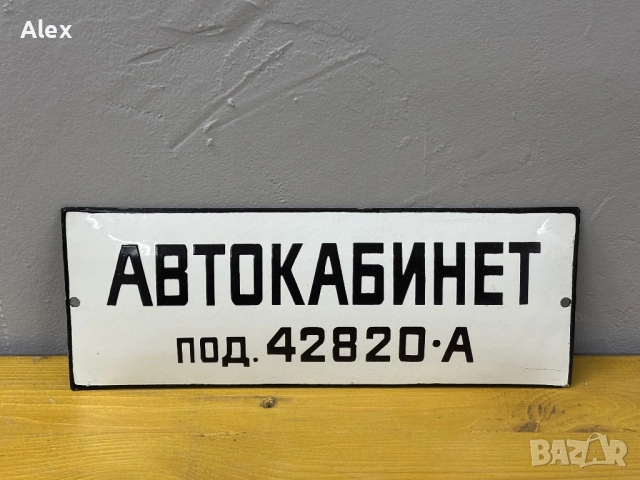 Alex
АВТОКАБИНЕТ
под. 42820·А
BAZAR